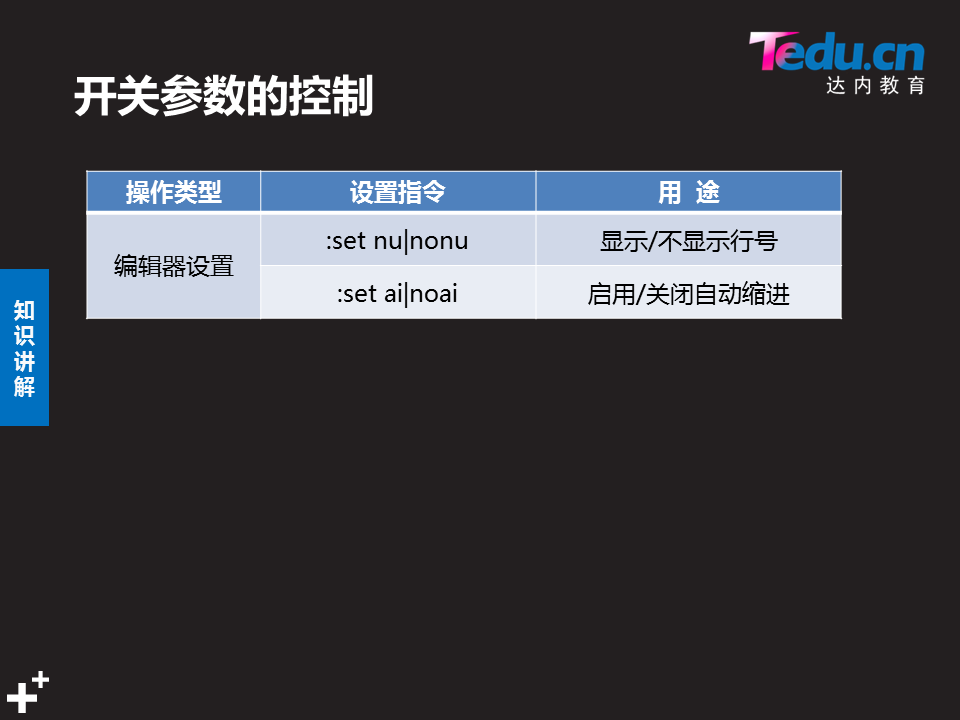 Tedu.cn
达内教育
开关参数的控制
操作类型 设置指令 用 途
编辑器设置 :set nu|nonu 显示/不显示行号
:set ai|noai 启用/关闭自动缩进
知
识
讲
解